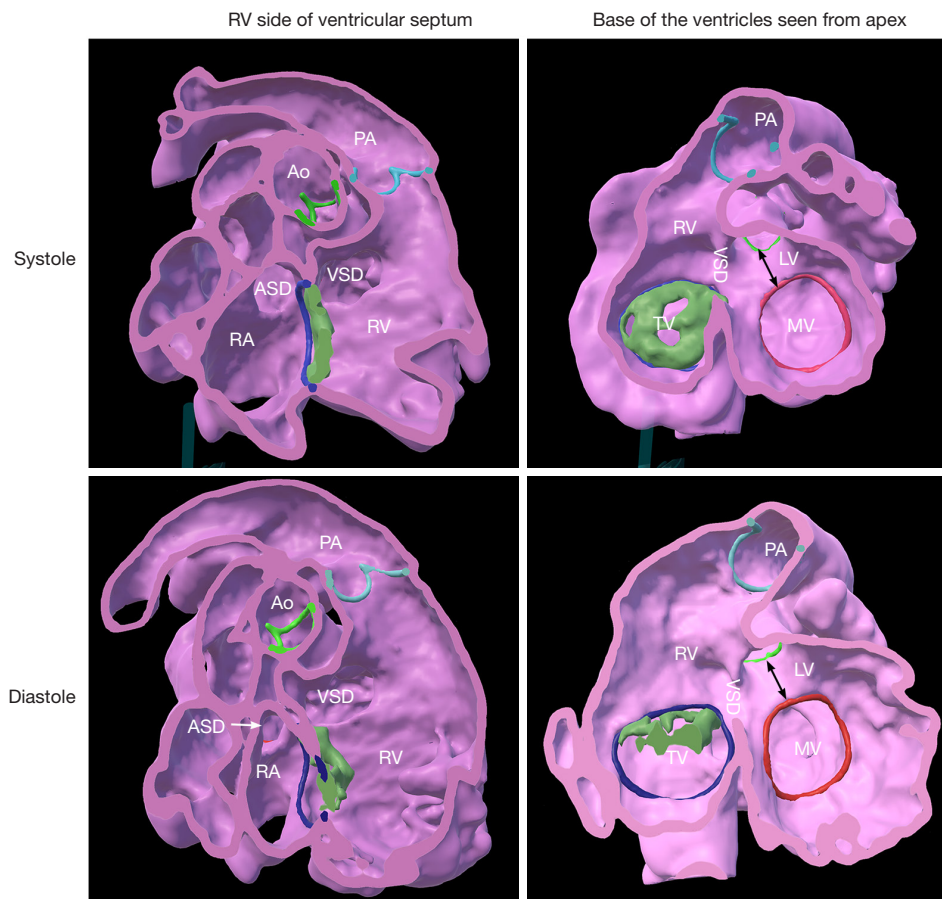 RV side of ventricular septum
Base of the ventricles seen from apex
Systole
PA
Ao
VSD
ASD
RV
RA
PA
RV
VSD
LV
TV
MV
Diastole
PA
Ao
VSD
ASD
RV
RA
PA
RV
LV
VSD
TV
MV